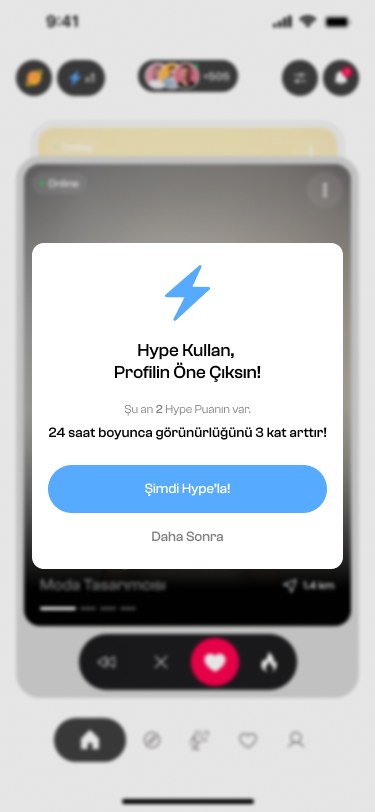 9:41
+505
Online
Online
Hype Kullan,
Profilin Öne Çıksın!
Şu an 2 Hype Puanın var.
24 saat boyunca görünürlüğünü 3 kat arttır!
Şimdi Hype'la!
Daha Sonra
Moda Tasarımcısı
1.4 km